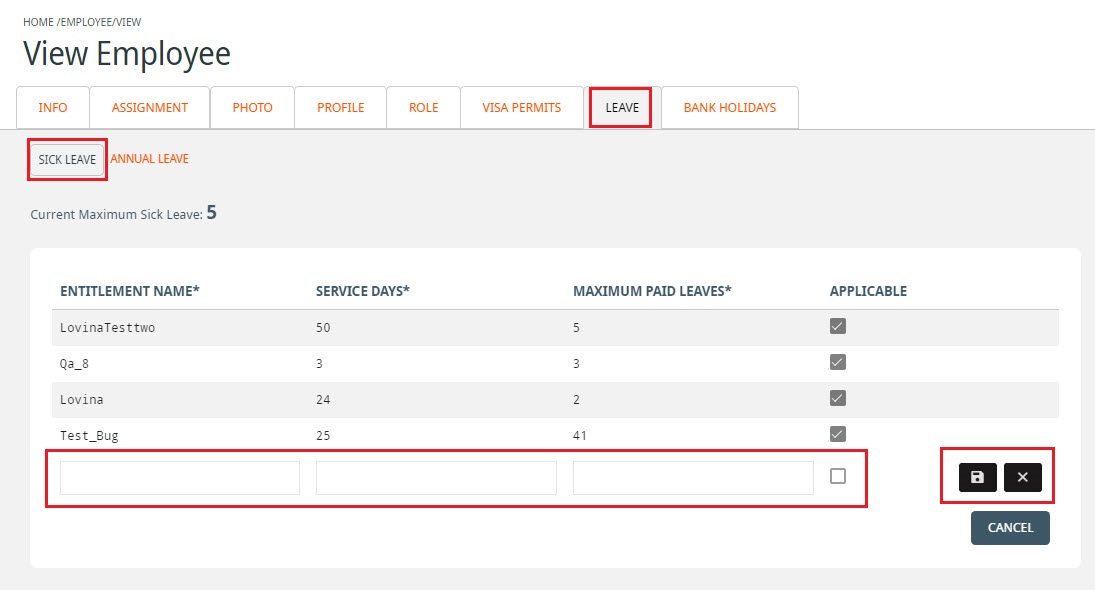 HOME /EMPLOYEE/VIEW
View Employee
INFO ASSIGNMENT PHOTO PROFILE ROLE VISA PERMITS LEAVE BANK HOLIDAYS
SICK LEAVE ANNUAL LEAVE
Current Maximum Sick Leave: 5
ENTITLEMENT NAME* SERVICE DAYS* MAXIMUM PAID LEAVES* APPLICABLE
LovinaTesttwo 50 5
Qa_8 3 3
Lovina 24 2
Test_Bug 25 41
CANCEL